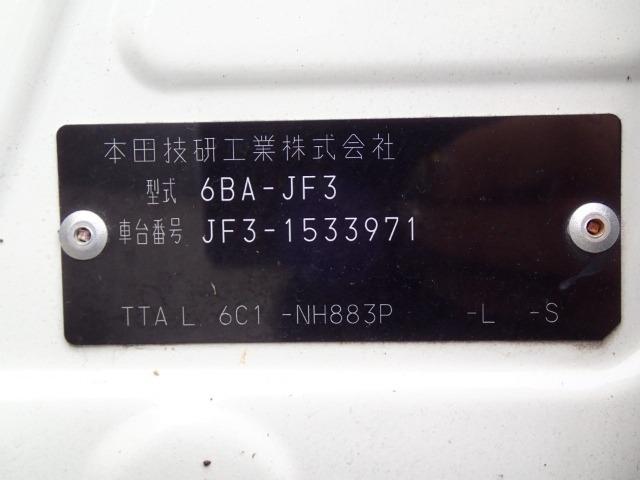 本田技研工業株式会社
型式 6BA-JF3
車台番号 JF3-1533971
TTA L 6C1 -NH883P -L -S